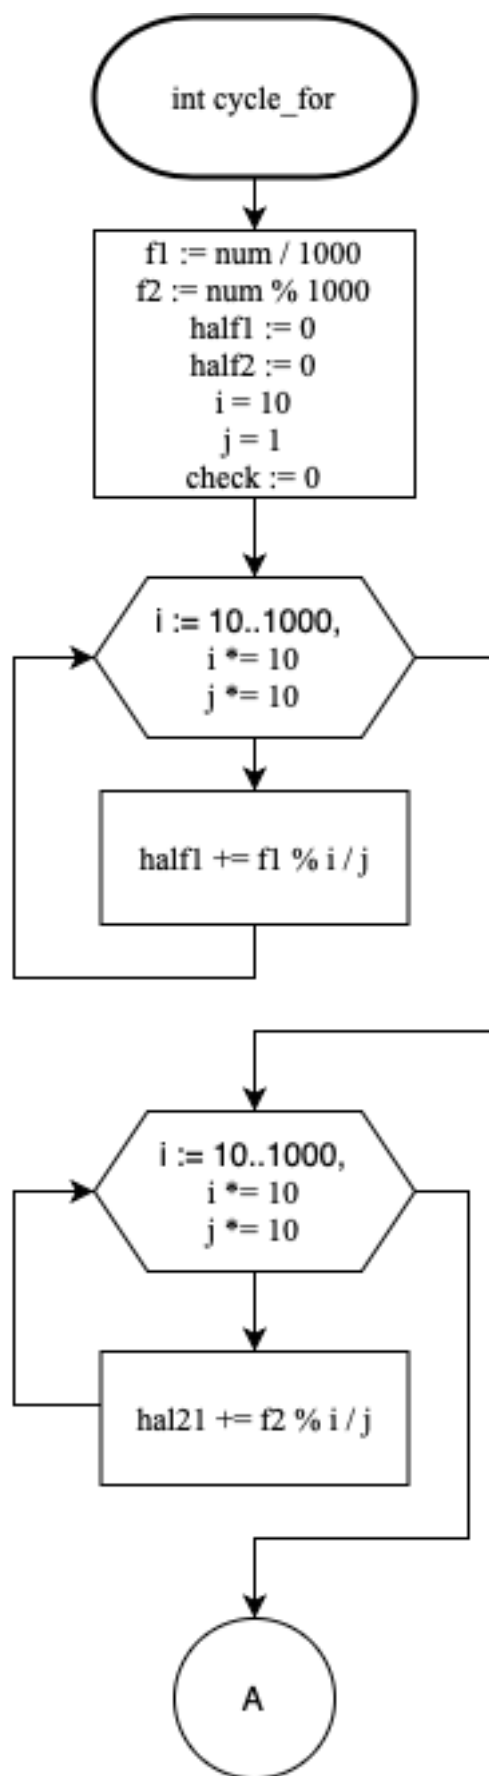 int cycle_for
f1 := num / 1000
f2 := num % 1000
half1 := 0
half2 := 0
i = 10
j = 1
check := 0
i := 10..1000,
i *= 10
j *= 10
half1 += f1 % i / j
i := 10..1000,
i *= 10
j *= 10
hal21 += f2 % i / j
A